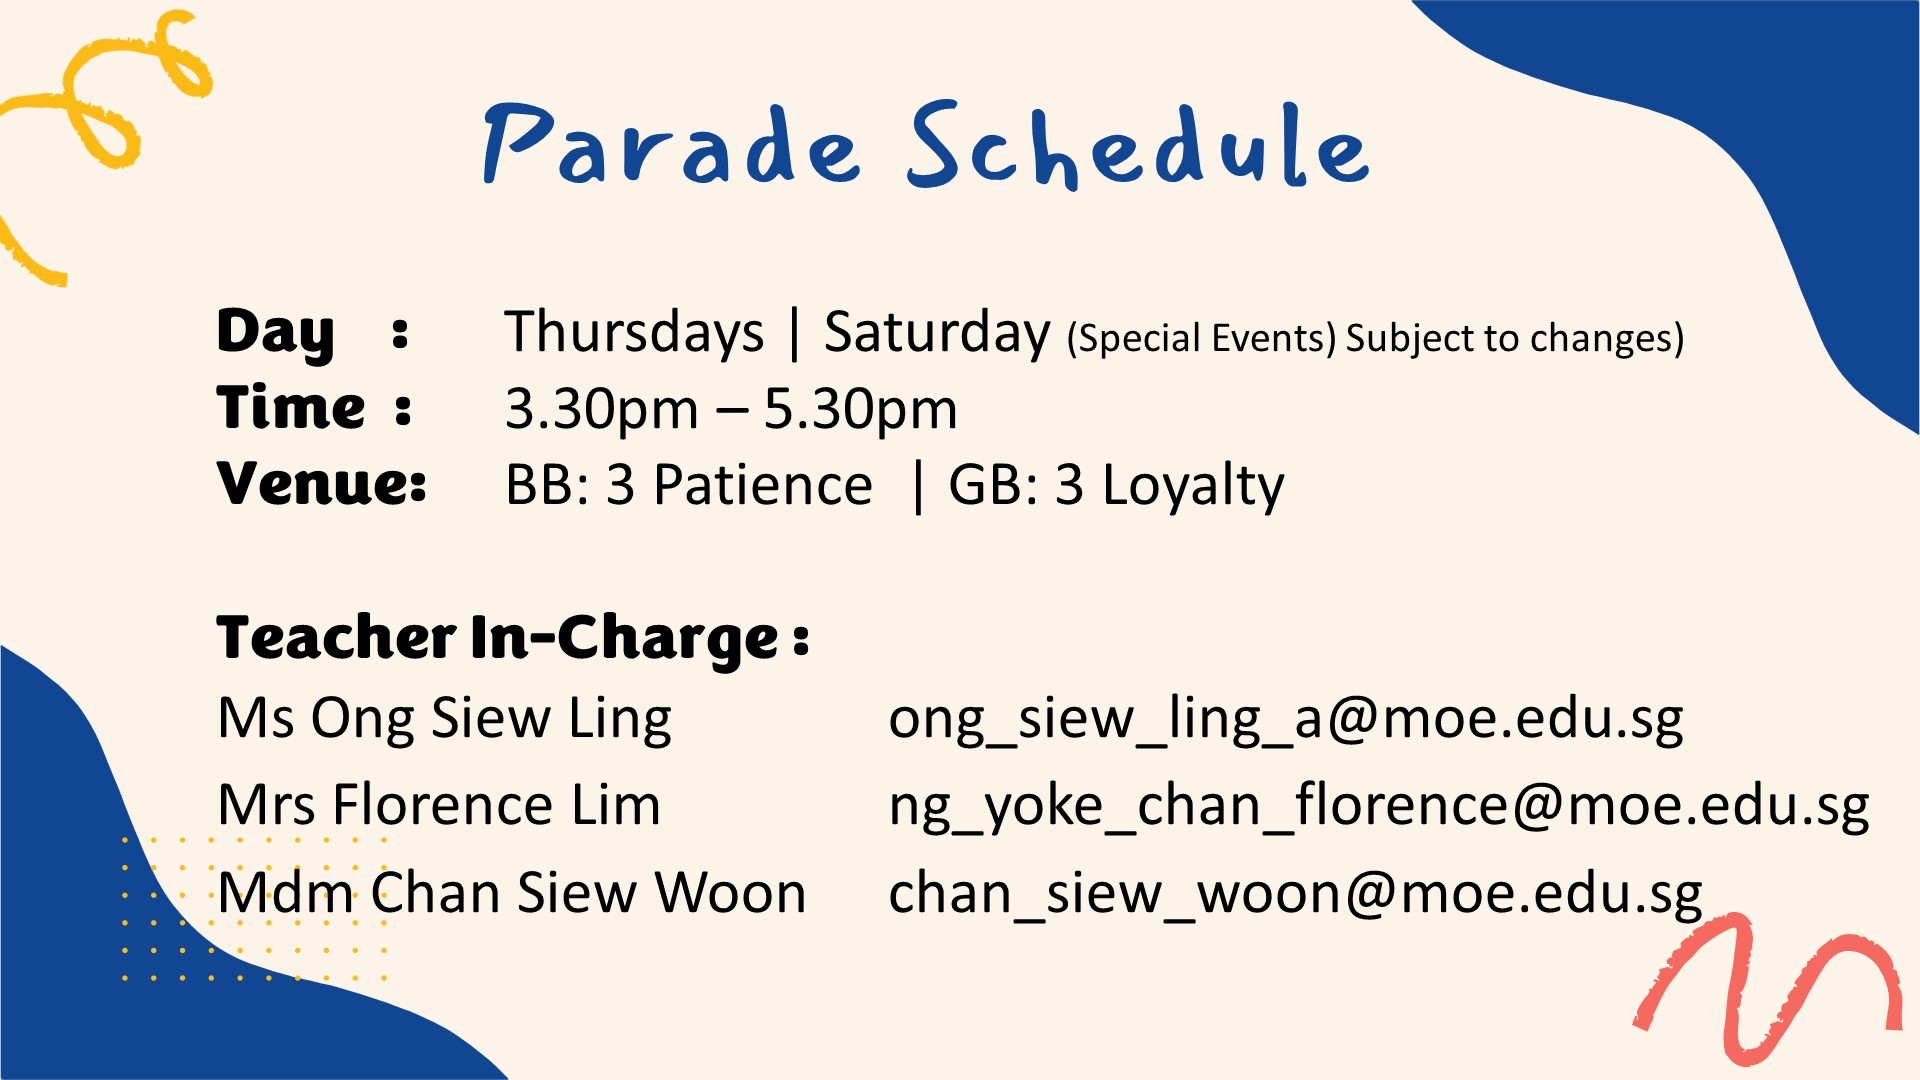 Parade Schedule
Day : Thursdays | Saturday (Special Events) Subject to changes)
Time : 3.30pm – 5.30pm
Venue: BB: 3 Patience | GB: 3 Loyalty
Teacher In-Charge :
Ms Ong Siew Ling ong_siew_ling_a@moe.edu.sg
Mrs Florence Lim ng_yoke_chan_florence@moe.edu.sg
Mdm Chan Siew Woon chan_siew_woon@moe.edu.sg